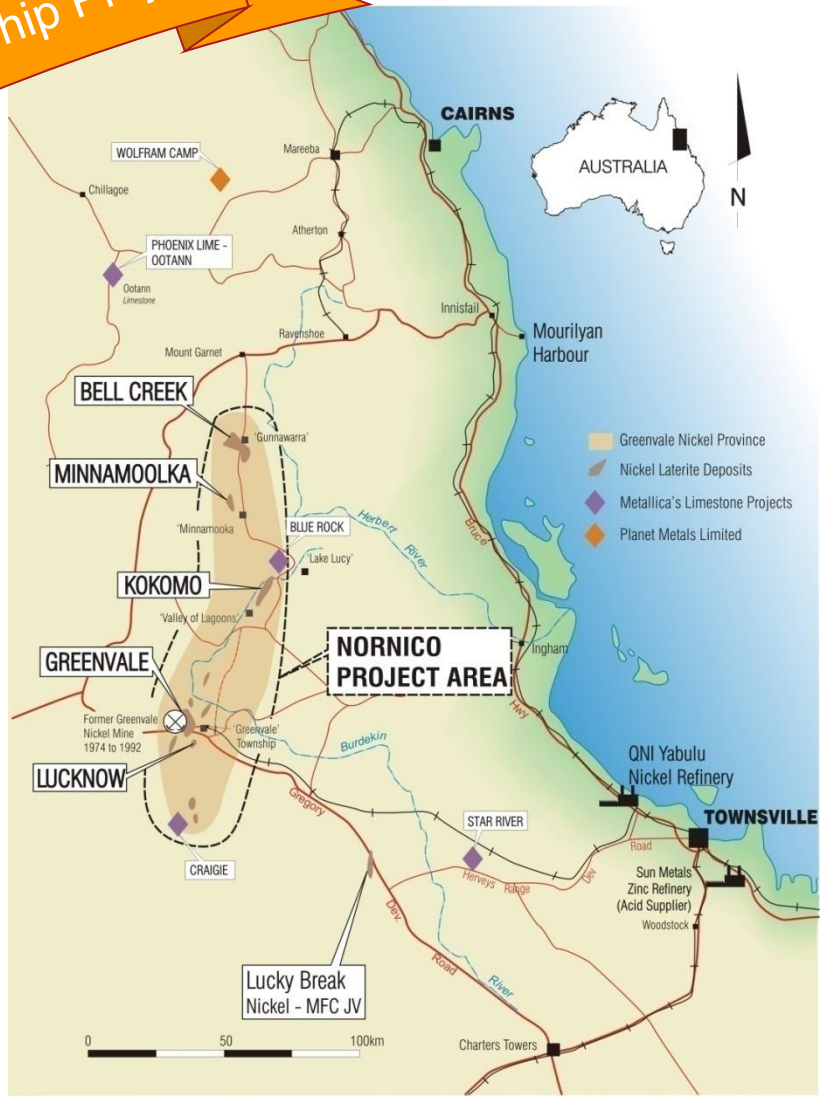 CAIRNS
WOLFRAM CAMP
Mareeba
AUSTRALIA
Chillagoe
N
Atherton
PHOENIX LIME -
OOTANN
Ootann
Limestone
Innisfail
Ravenshoe
Mourilyan
Harbour
Mount Garnet
BELL CREEK
'Gunnawarra'
Greenvale Nickel Province
MINNAMOOLKA
Nickel Laterite Deposits
Metallica's Limestone Projects
'Minnamooka'
Herbert
River
Bruce
BLUE ROCK
Planet Metals Limited
'Lake Lucy'
KOKOMO
'Valley of Lagoons'
NORNICO
PROJECT AREA
Ingham
GREENVALE
Hwy
Former Greenvale
Nickel Mine
1974 to 1992
'Greenvale'
Township
Burdekin
QNI Yabulu
Nickel Refinery
LUCKNOW
Gregory
TOWNSVILLE
STAR RIVER
Road
CRAIGIE
Herveys
Range
Dev
Sun Metals
Zinc Refinery
(Acid Supplier)
Dev.
Woodstock
Road
River
Lucky Break
Nickel - MFC JV
0 50 100km
Charters Towers